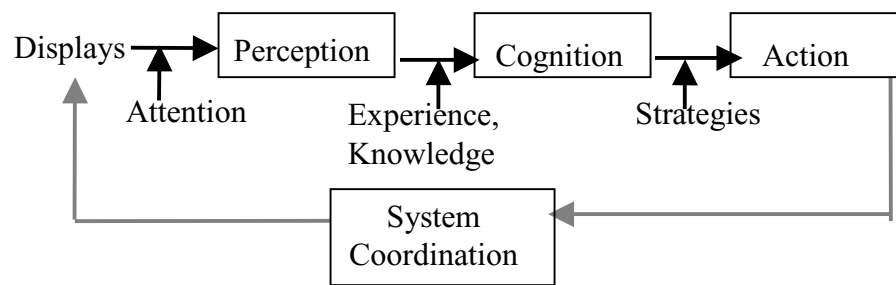 Displays
Perception
Cognition
Action
Attention
Experience,
Knowledge
Strategies
System
Coordination